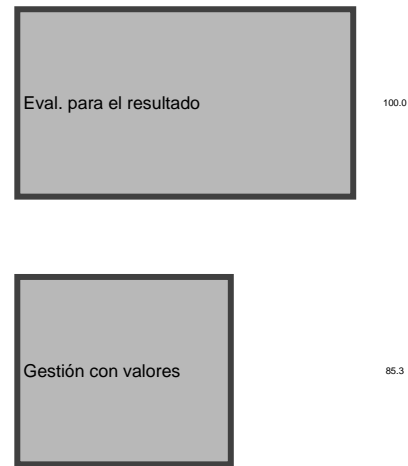 Eval. para el resultado
100.0
Gestión con valores
85.3